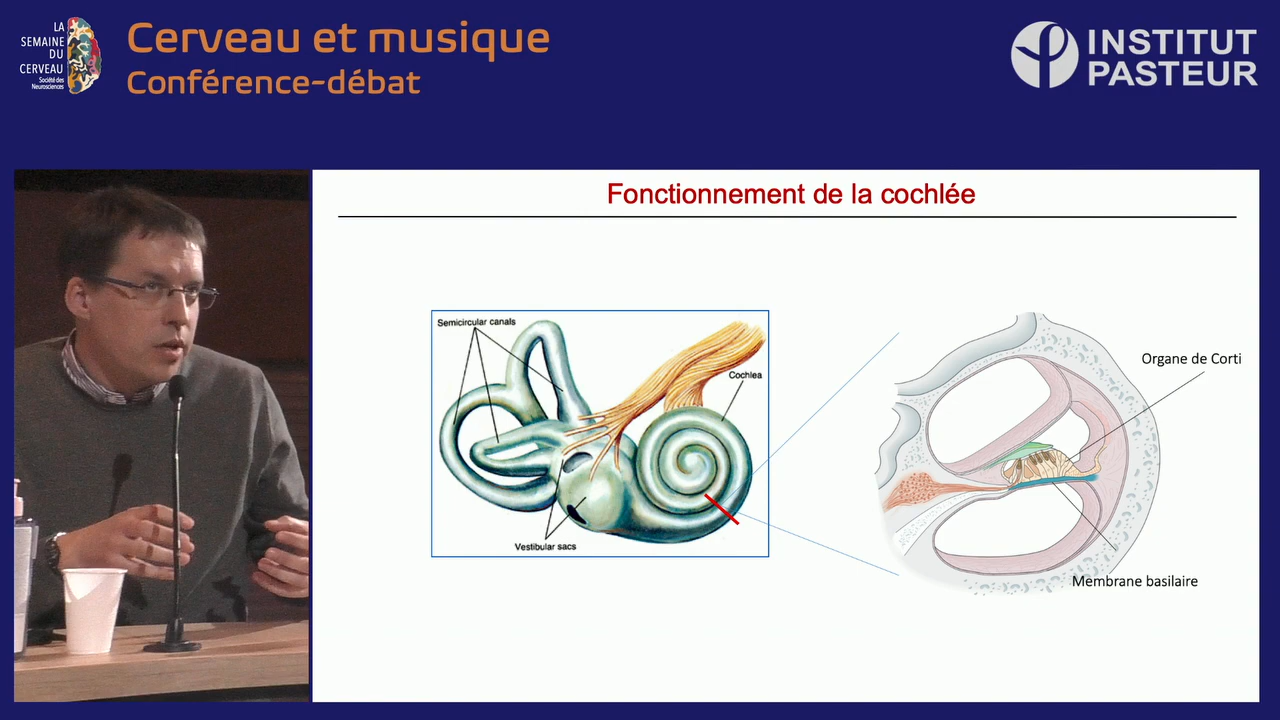 LA
SEMAINE
DU
CERVEAU
Société des
Neurosciences
Cerveau et musique
Conférence-débat
INSTITUT
PASTEUR
Fonctionnement de la cochlée
Semicircular canals
Cochlea
Vestibular sacs
Organe de Corti
Membrane basilaire